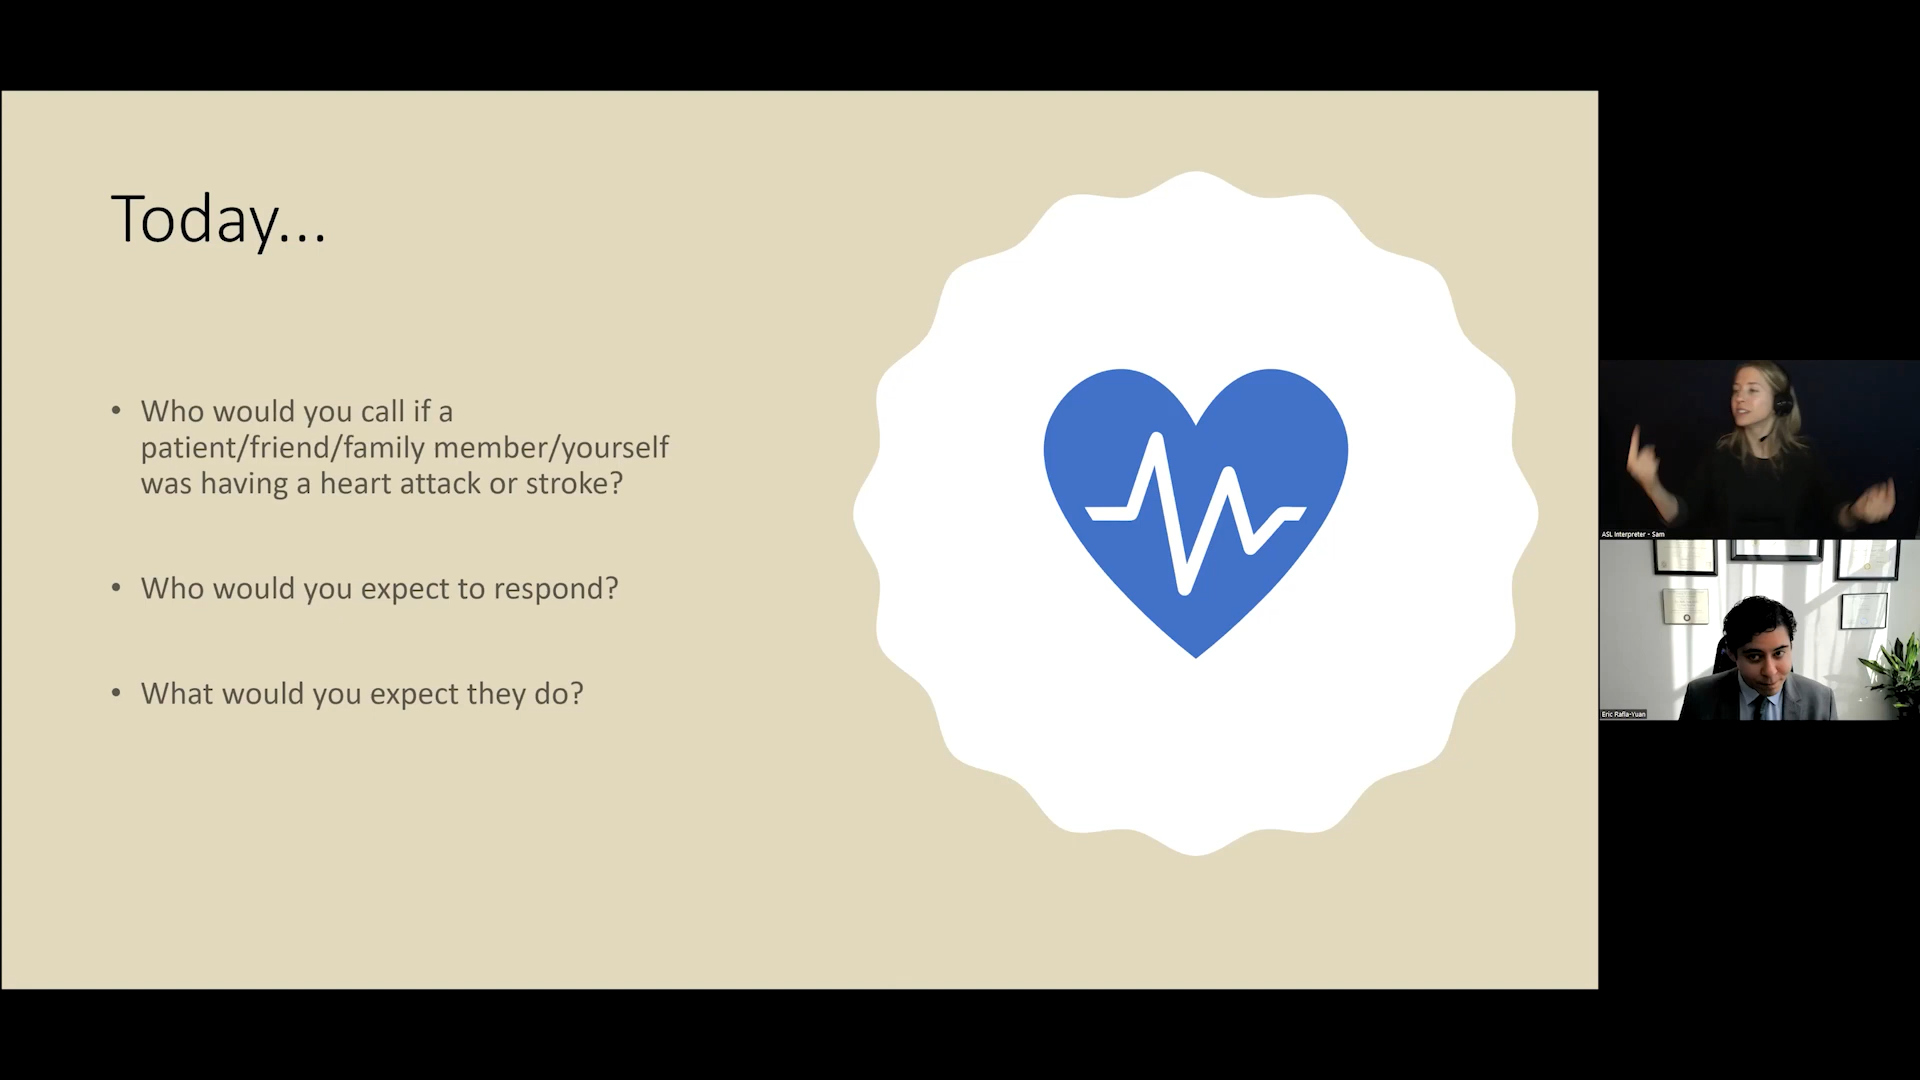 Today...
• Who would you call if a
patient/friend/family member/yourself
was having a heart attack or stroke?
• Who would you expect to respond?
• What would you expect they do?
ASL Interpreter - Sam
Eric Rafla-Yuan